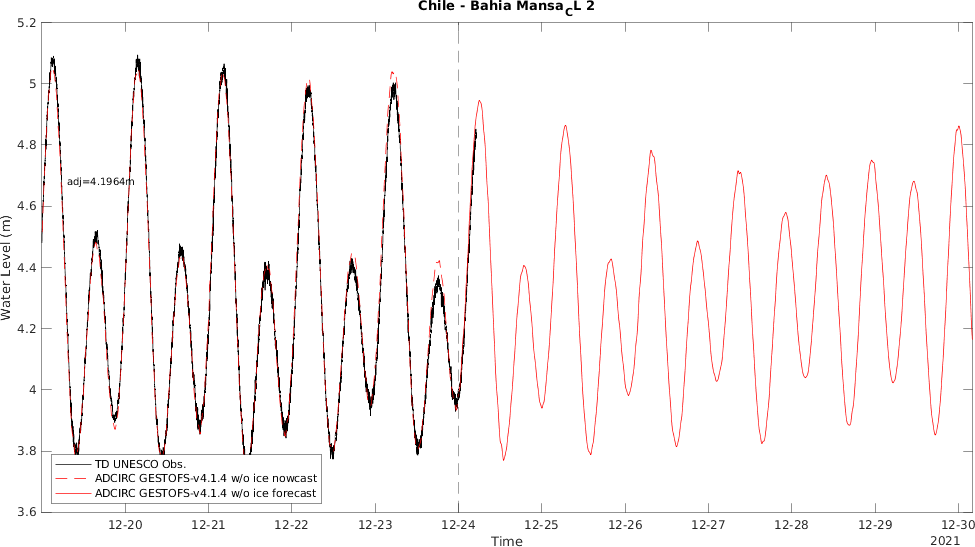 Chile - Bahia Mansa_CL 2
5.2
5
4.8
4.6
4.4
4.2
4
3.8
3.6
Water Level (m)
adj=4.1964m
TD UNESCO Obs.
ADCIRC GESTOFS-v4.1.4 w/o ice nowcast
ADCIRC GESTOFS-v4.1.4 w/o ice forecast
12-20 12-21 12-22 12-23 12-24 12-25 12-26 12-27 12-28 12-29 12-30
Time
2021